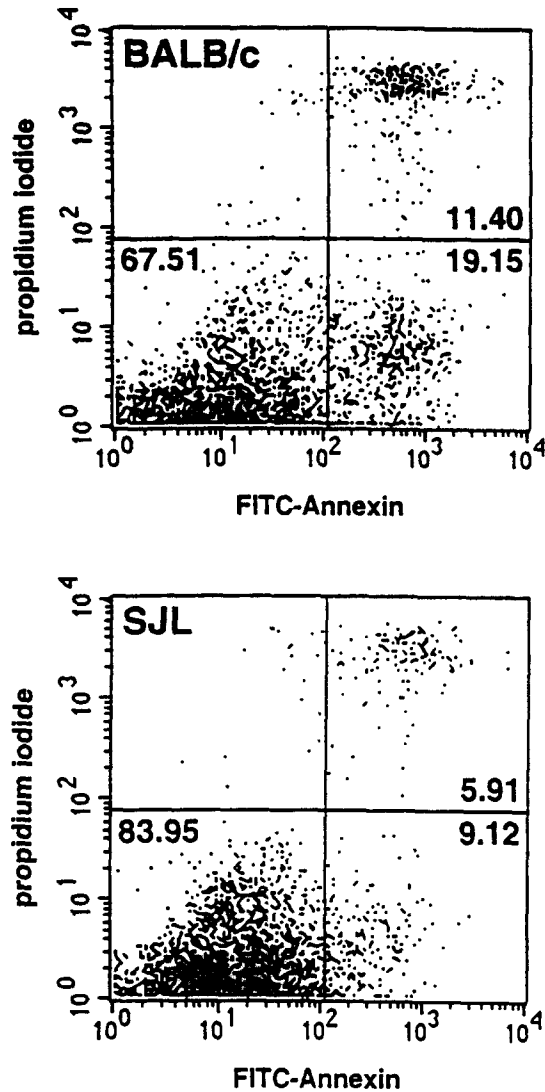 BALB/c
propidium iodide
10^4
10^3
10^2
10^1
10^0
11.40
67.51
19.15
10^0 10^1 10^2 10^3 10^4
FITC-Annexin
SJL
propidium iodide
10^4
10^3
10^2
10^1
10^0
5.91
83.95
9.12
10^0 10^1 10^2 10^3 10^4
FITC-Annexin